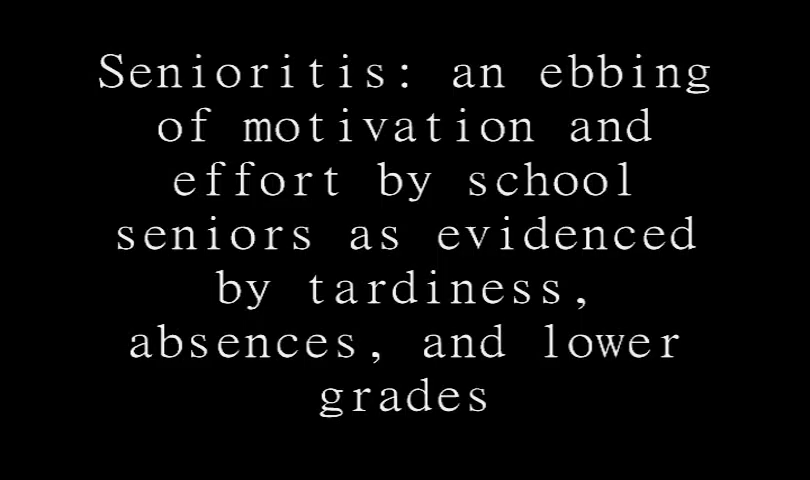 Senioritis: an ebbing
of motivation and
effort by school
seniors as evidenced
by tardiness,
absences, and lower
grades